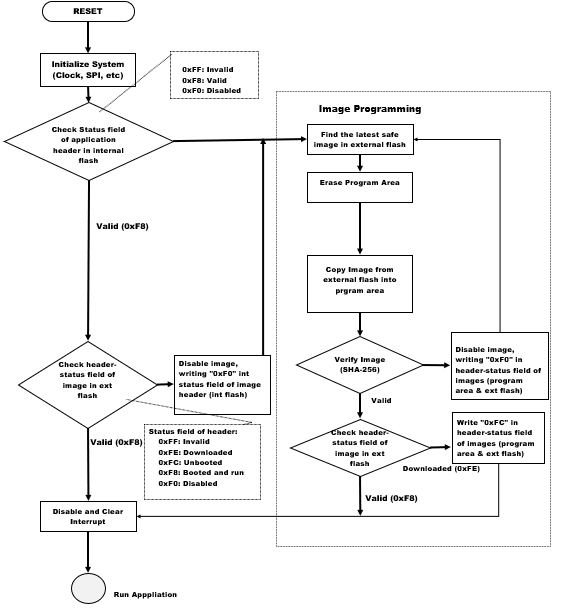 RESET
Initialize System
(Clock, SPI, etc)
0xFF: Invalid
0xF8: Valid
0xF0: Disabled
Check Status field
of application
header in internal
flash
Valid (0xF8)
Check header-
status field of
image in ext
flash
Disable image,
writing "0xF0" int
status field of image
header (int flash)
Valid (0xF8)
Status field of header:
0xFF: Invalid
0xFE: Downloaded
0xFC: Unbooted
0xF8: Booted and run
0xF0: Disabled
Disable and Clear
Interrupt
Run Apppliation
Image Programming
Find the latest safe
image in external flash
Erase Program Area
Copy Image from
external flash into
prgram area
Verify Image
(SHA-256)
Disable image,
writing "0xF0" in
header-status field of
images (program
area & ext flash)
Valid
Check header-
status field of
image in ext
flash
Write "0xFC" in
header-status field
of images (program
area & ext flash)
Downloaded (0xFE)
Valid (0xF8)